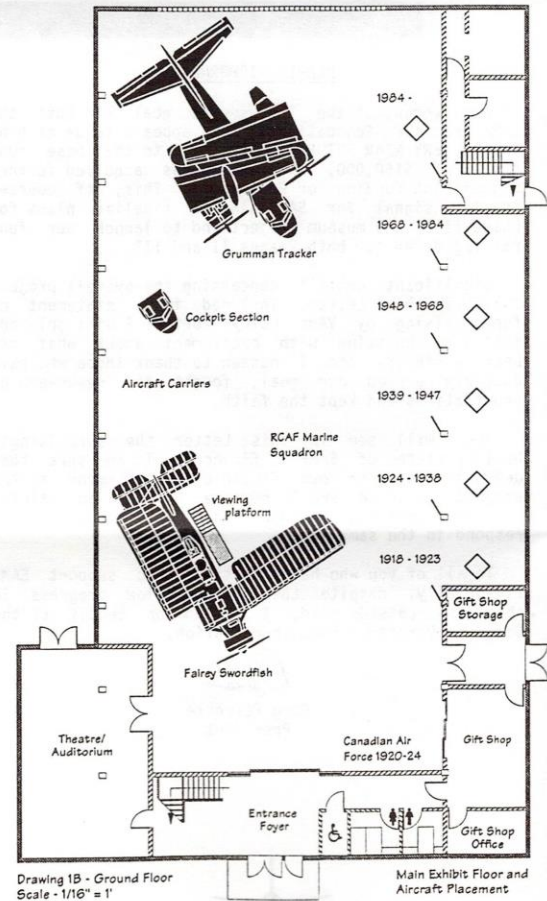 1984 -
1968 - 1984
Grumman Tracker
Cockpit Section
1948 - 1968
Aircraft Carriers
1939 - 1947
RCAF Marine
Squadron
1924 - 1938
viewing
platform
1918 - 1923
Gift Shop
Storage
Fairey Swordfish
Theatre/
Auditorium
Canadian Air
Force 1920-24
Gift Shop
Entrance
Foyer
Gift Shop
Office
Drawing 1B - Ground Floor
Scale - 1/16" = 1'
Main Exhibit Floor and
Aircraft Placement